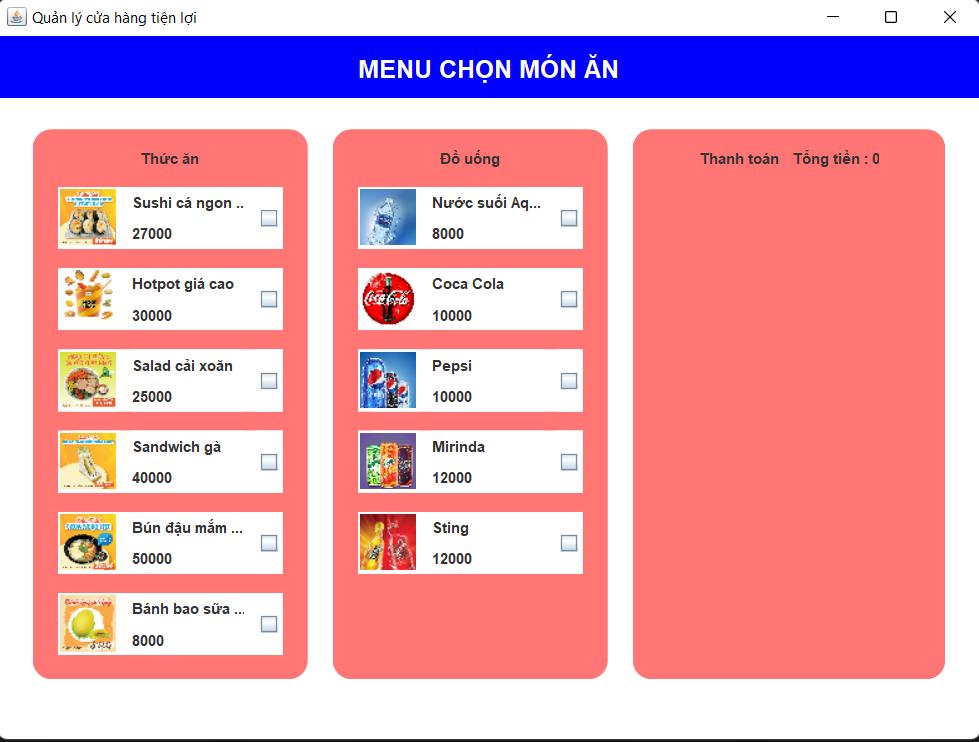 Quản lý cửa hàng tiện lợi
MENU CHỌN MÓN ĂN
Thức ăn
Sushi cá ngon ..
27000
Hotpot giá cao
30000
Salad cải xoăn
25000
Sandwich gà
40000
Bún đậu mắm ...
50000
Bánh bao sữa ...
8000
Đồ uống
Nước suối Aq...
8000
Coca Cola
Coca-Cola
10000
Pepsi
10000
Mirinda
12000
Sting
12000
Thanh toán Tổng tiền : 0